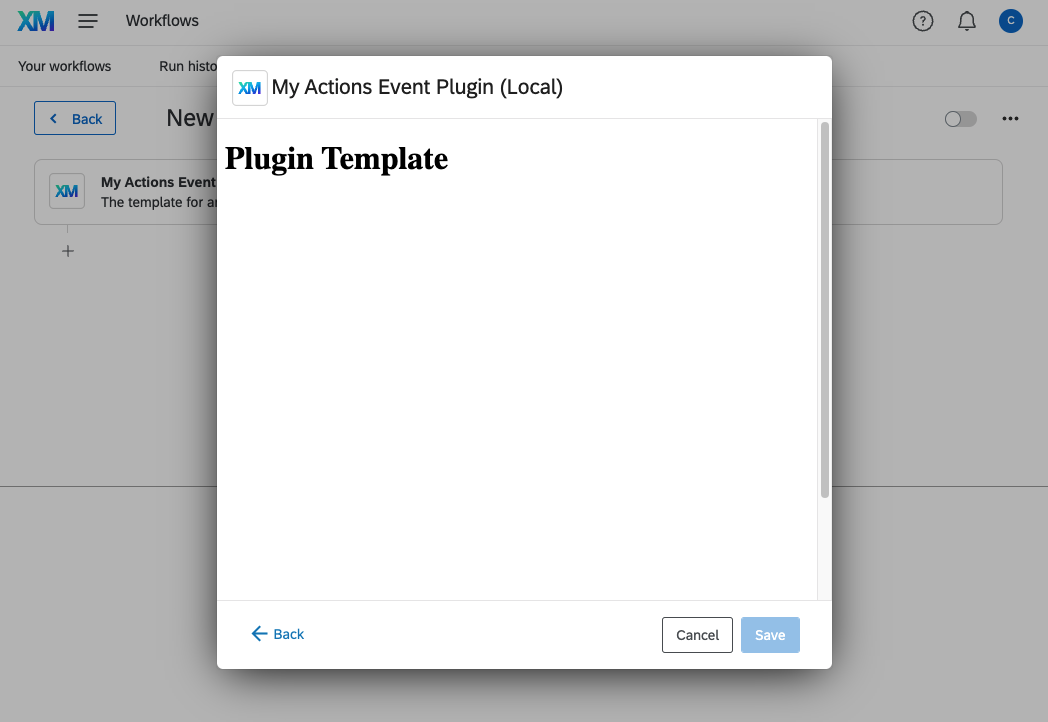 XM
Workflows
?
C
Your workflows
Run histo
XM My Actions Event Plugin (Local)
Back
New
Plugin Template
XM
My Actions Event
The template for a
Back
Cancel
Save